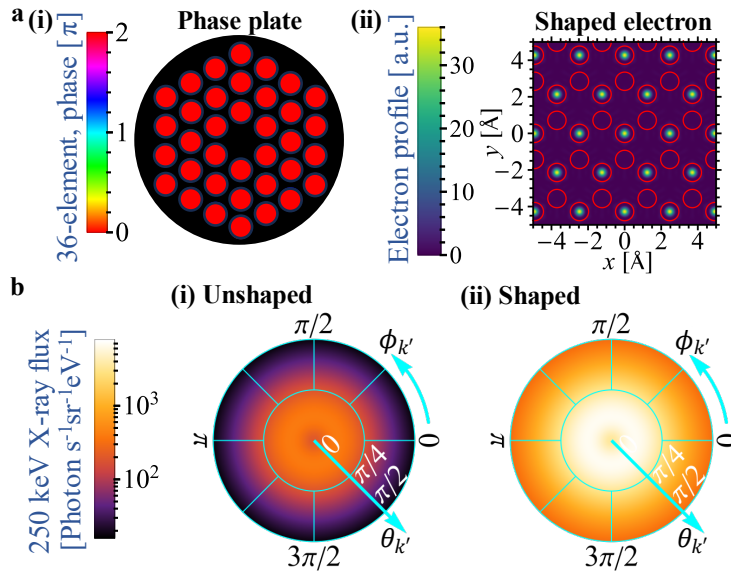 a (i) Phase plate (ii) Shaped electron
36-element, phase [π]
2
1
0
Electron profile [ a.u.]
35
30
20
10
0
y [Å]
4
2
0
−2
−4
−4 −2 0 2 4
x [Å]
b (i) Unshaped (ii) Shaped
250 keV X-ray flux
[Photon s⁻¹sr⁻¹eV⁻¹]
10³
10²
π/2
ϕk′
π
0
0
π/4
π/2
3π/2
θk′
π/2
ϕk′
π
0
0
π/4
π/2
3π/2
θk′